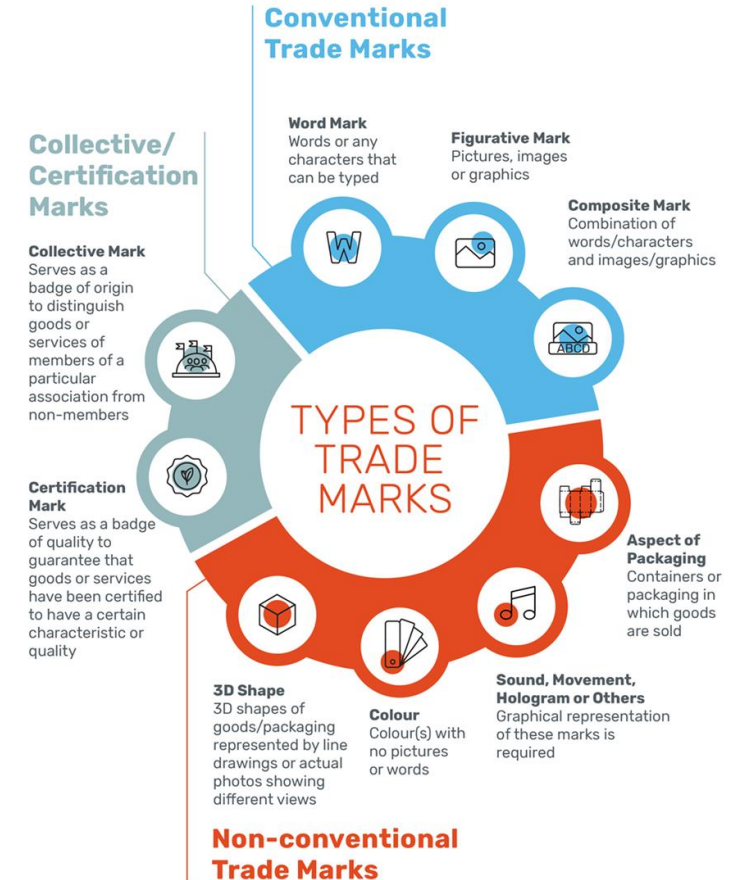 Conventional
Trade Marks
Collective/
Certification
Marks
Word Mark
Words or any
characters that
can be typed
Figurative Mark
Pictures, images
or graphics
Composite Mark
Combination of
words/characters
and images/graphics
Collective Mark
Serves as a
badge of origin
to distinguish
goods or
services of
members of a
particular
association from
non-members
W
ABCD
TYPES OF
TRADE
MARKS
Certification
Mark
Serves as a badge
of quality to
guarantee that
goods or services
have been certified
to have a certain
characteristic or
quality
Aspect of
Packaging
Containers or
packaging in
which goods
are sold
Sound, Movement,
Hologram or Others
Graphical representation
of these marks is
required
Colour
Colour(s) with
no pictures
or words
3D Shape
3D shapes of
goods/packaging
represented by line
drawings or actual
photos showing
different views
Non-conventional
Trade Marks